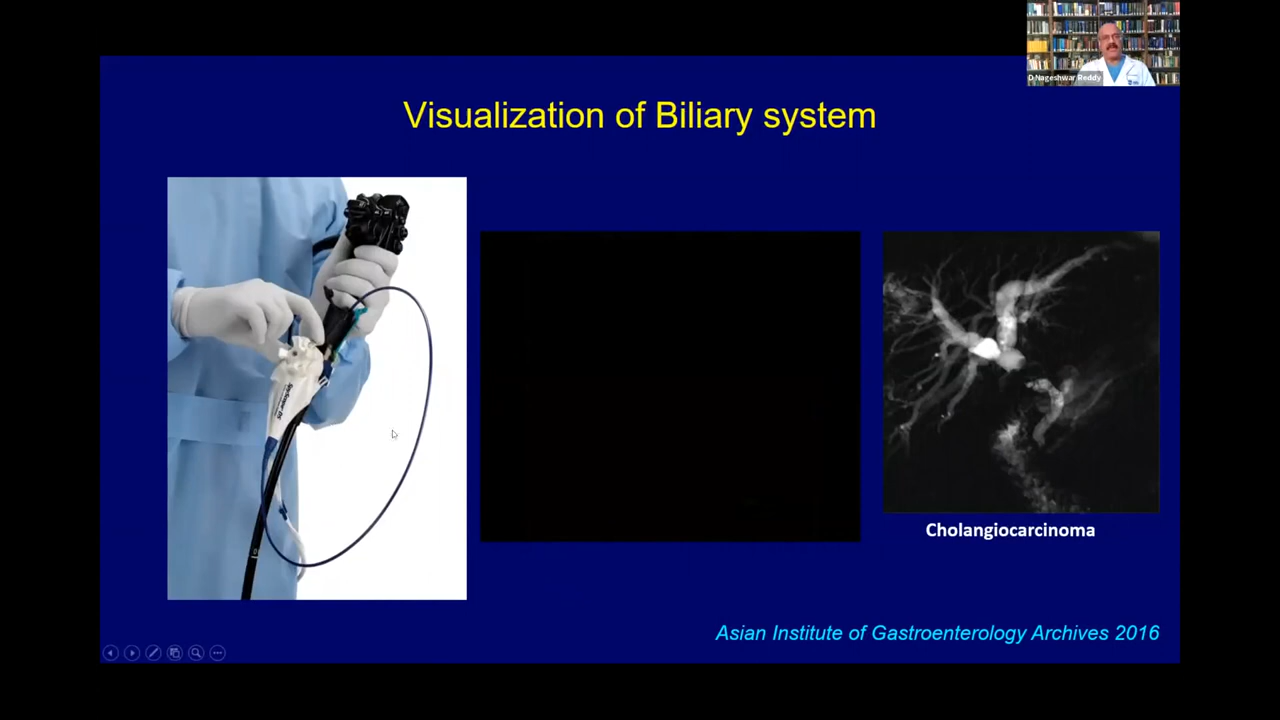 D Nageshwar Reddy
Visualization of Biliary system
Cholangiocarcinoma
Asian Institute of Gastroenterology Archives 2016